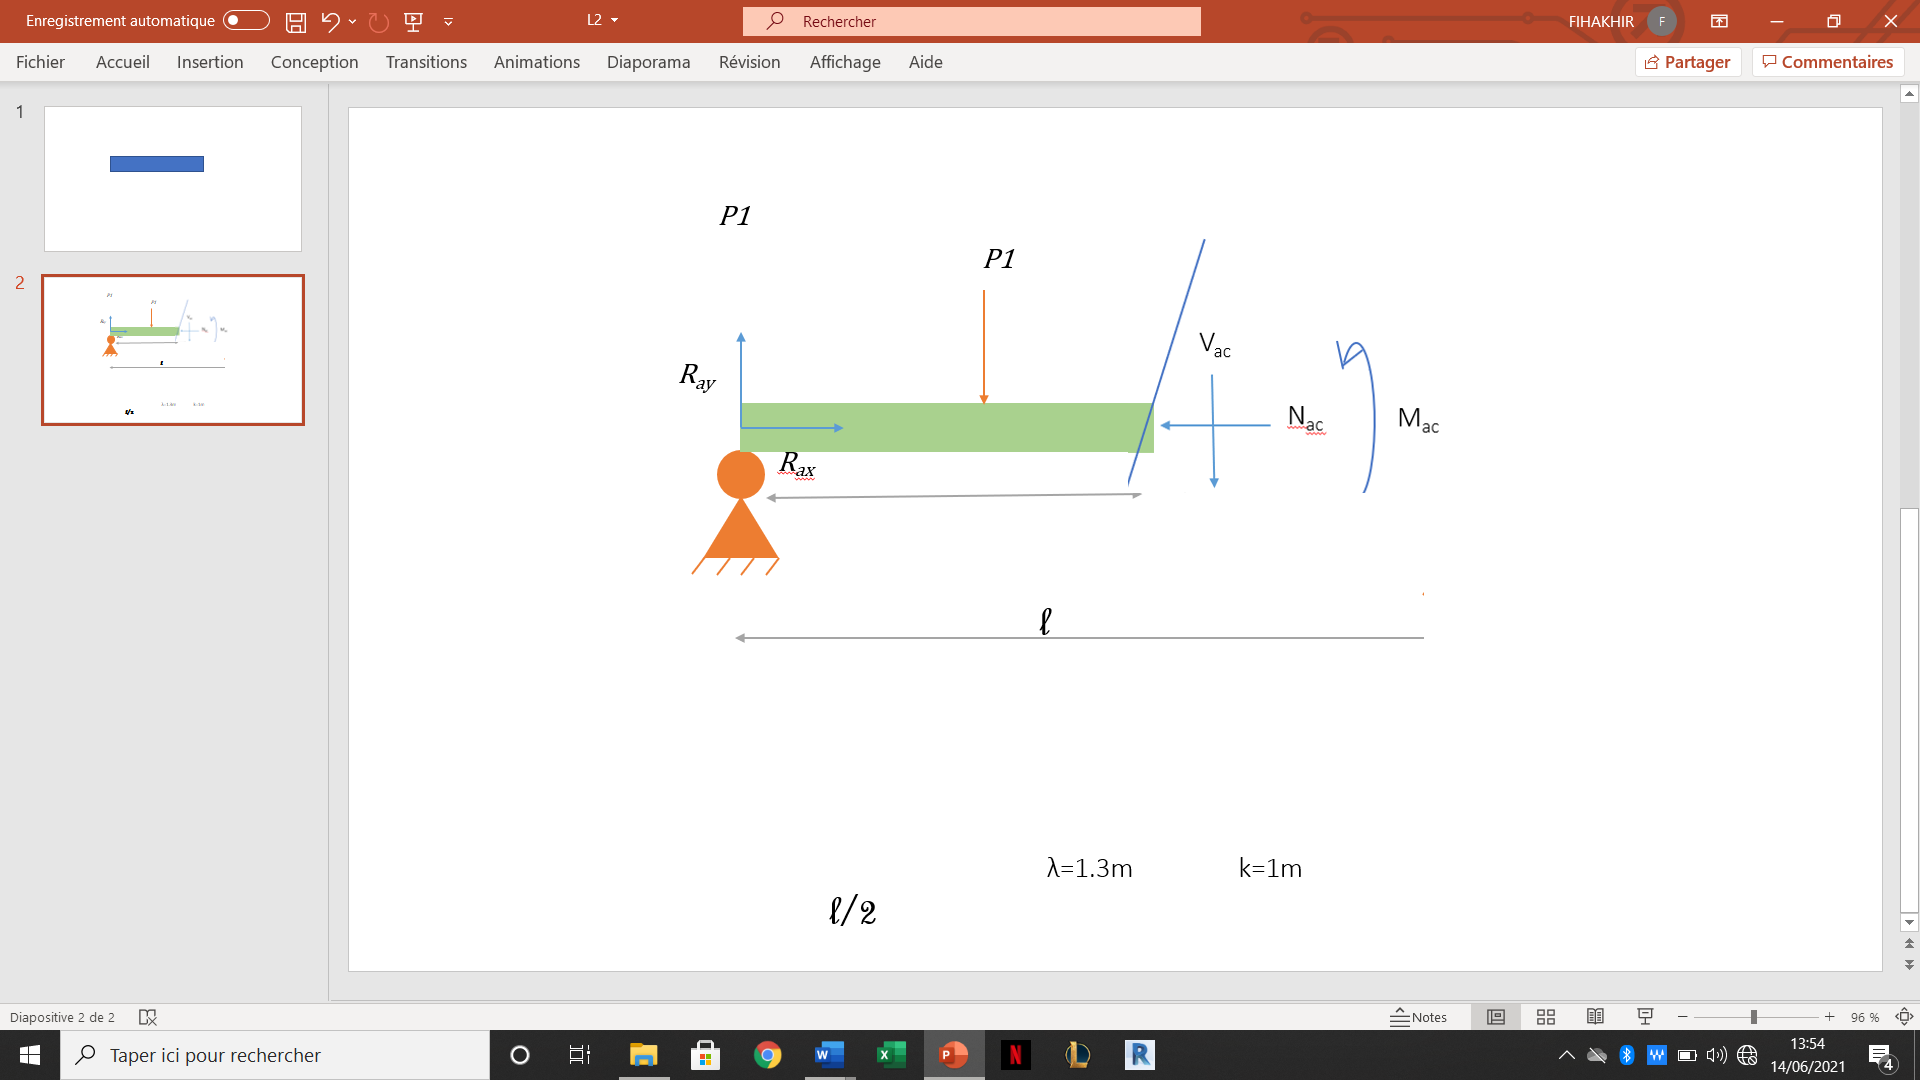 Enregistrement automatique
L2
Rechercher
FIHAKHIR
F
Fichier
Accueil
Insertion
Conception
Transitions
Animations
Diaporama
Révision
Affichage
Aide
Partager
Commentaires
1
2
P1
P1
Ray
Vac
Nac
Mac
Rax
ℓ
λ=1.3m
k=1m
ℓ/2
Diapositive 2 de 2
Notes
96 %
Taper ici pour rechercher
13:54
14/06/2021
4